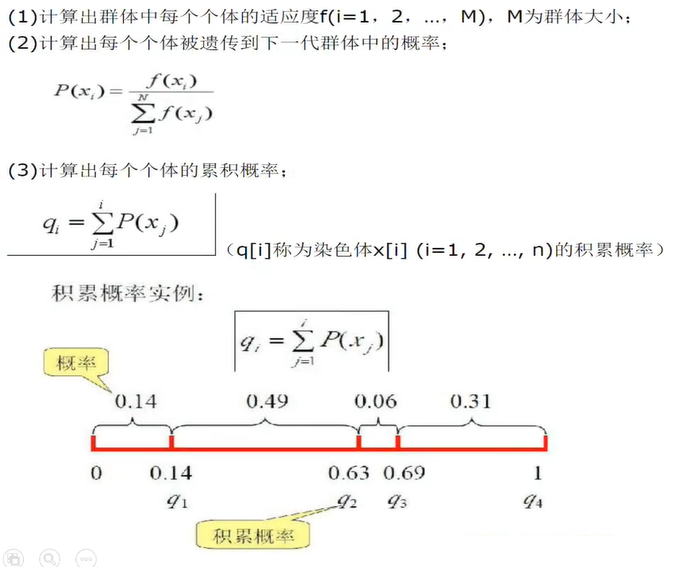 (1)计算出群体中每个个体的适应度f(i=1，2，…，M)，M为群体大小；
(2)计算出每个个体被遗传到下一代群体中的概率；
P(x_i) = f(x_i) / \sum_{j=1}^{N} f(x_j)
(3)计算出每个个体的累积概率；
q_i = \sum_{j=1}^{i} P(x_j)
（q[i]称为染色体x[i] (i=1, 2, …, n)的积累概率）
积累概率实例：
q_i = \sum_{j=1}^{i} P(x_j)
概率
0.14 0.49 0.06 0.31
0 0.14 0.63 0.69 1
q1 q2 q3 q4
积累概率